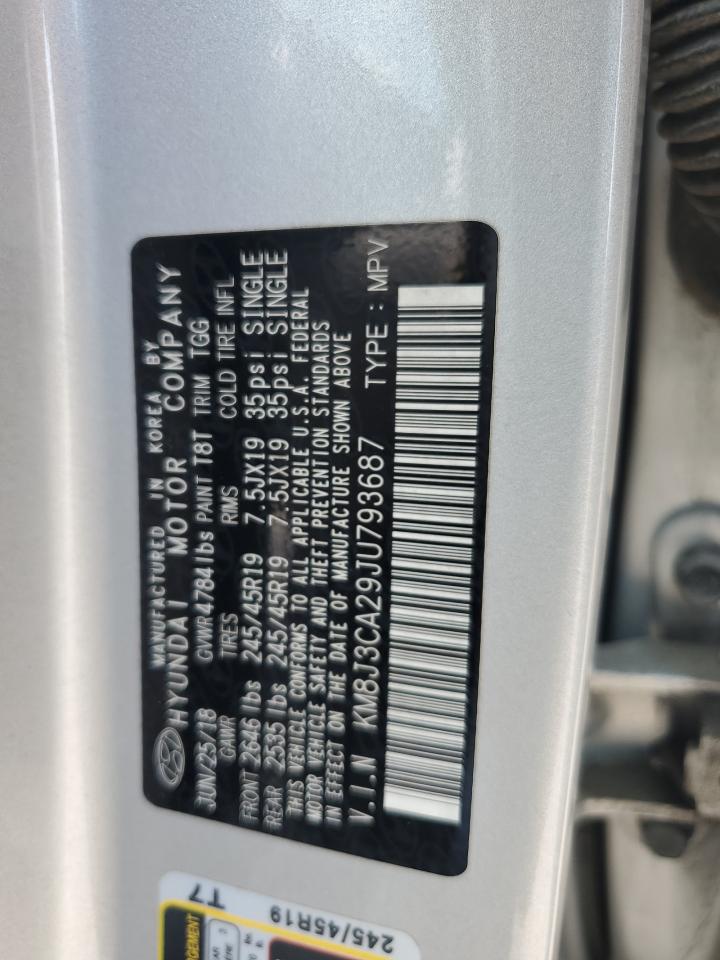 MANUFACTURED IN KOREA BY
HYUNDAI MOTOR COMPANY
JUN/25/18 GVWR 4784lbs PAINT T8T TRIM TGG
GAWR TIRES RIMS COLD TIRE INFL
FRONT 2646 lbs 245/45R19 7.5JX19 35psi SINGLE
REAR 2535 lbs 245/45R19 7.5JX19 35psi SINGLE
THIS VEHICLE CONFORMS TO ALL APPLICABLE U.S.A. FEDERAL
MOTOR VEHICLE SAFETY AND THEFT PREVENTION STANDARDS
IN EFFECT ON THE DATE OF MANUFACTURE SHOWN ABOVE
V.I.N KM8J3CA29JU793687 TYPE : MPV
T7
245/45R19